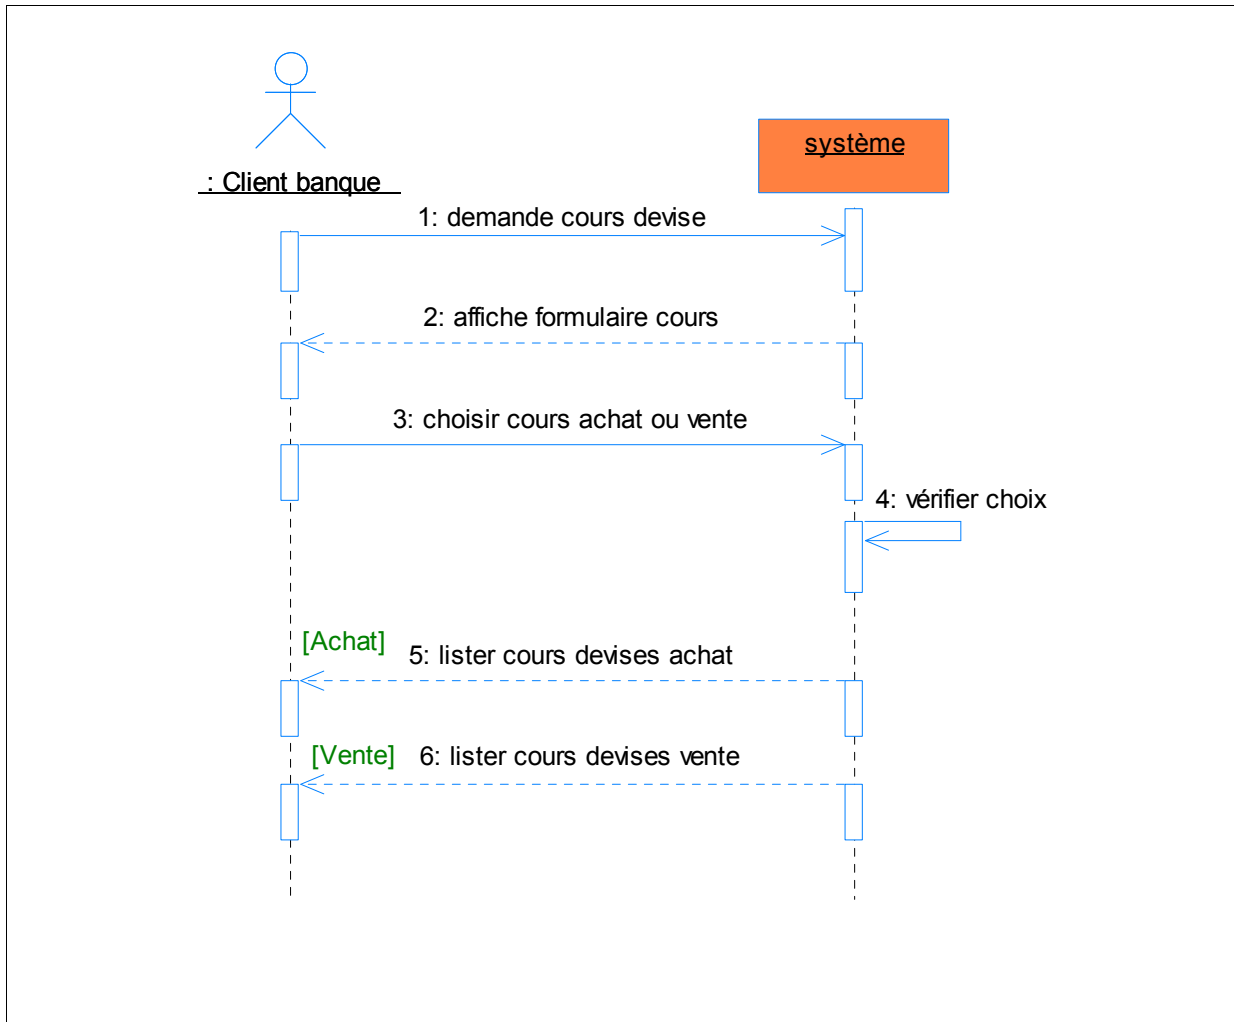 système
: Client banque
1: demande cours devise
2: affiche formulaire cours
3: choisir cours achat ou vente
4: vérifier choix
[Achat] 5: lister cours devises achat
[Vente] 6: lister cours devises vente